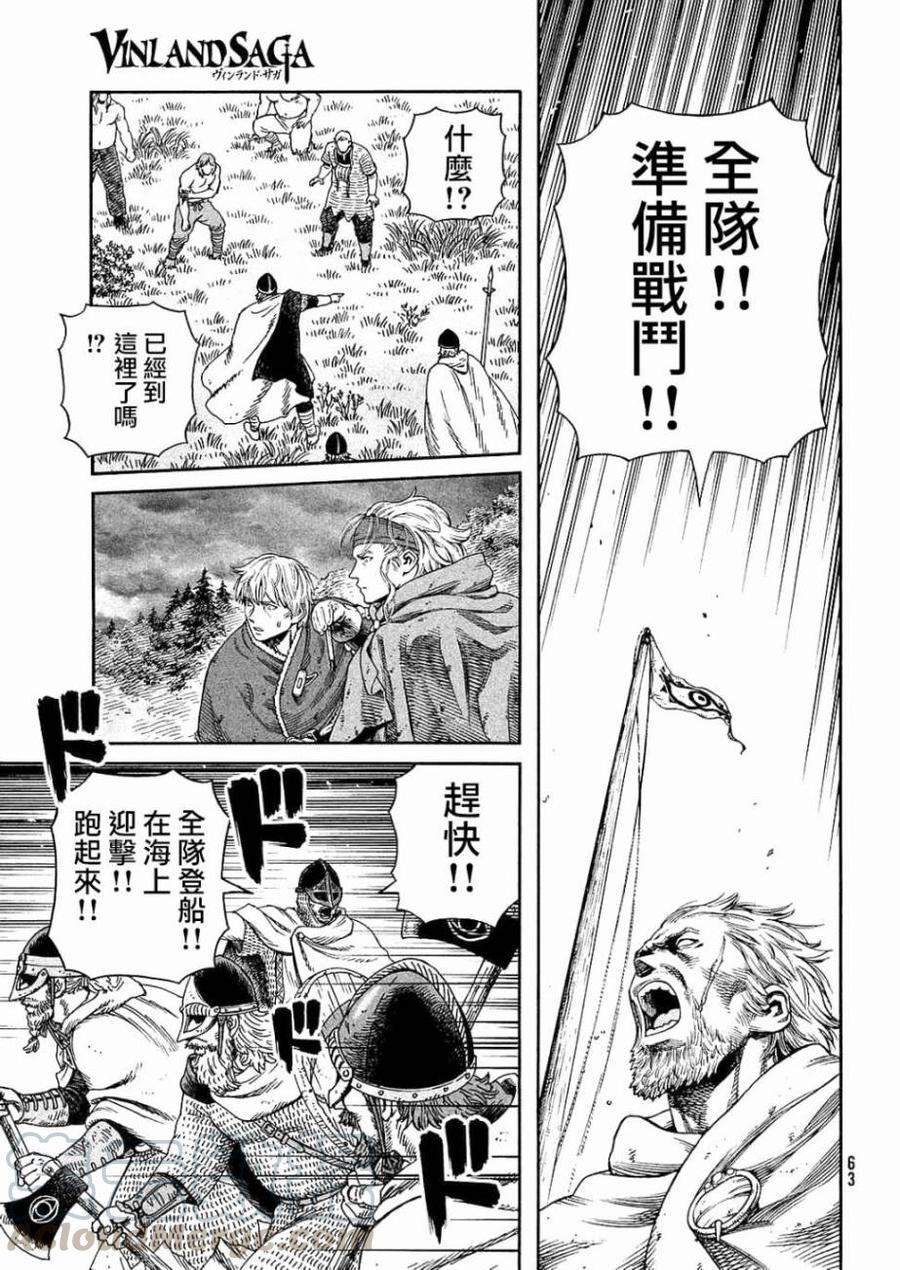 VINLAND SAGA
ヴィンランド・サガ
全隊!!
準備戰鬥!!
什麼!?
已經到
這裡了嗎
!?
趕快!!
全隊登船!!
在海上
迎擊!!
跑起來!!
ド
ド
ド
ド
63